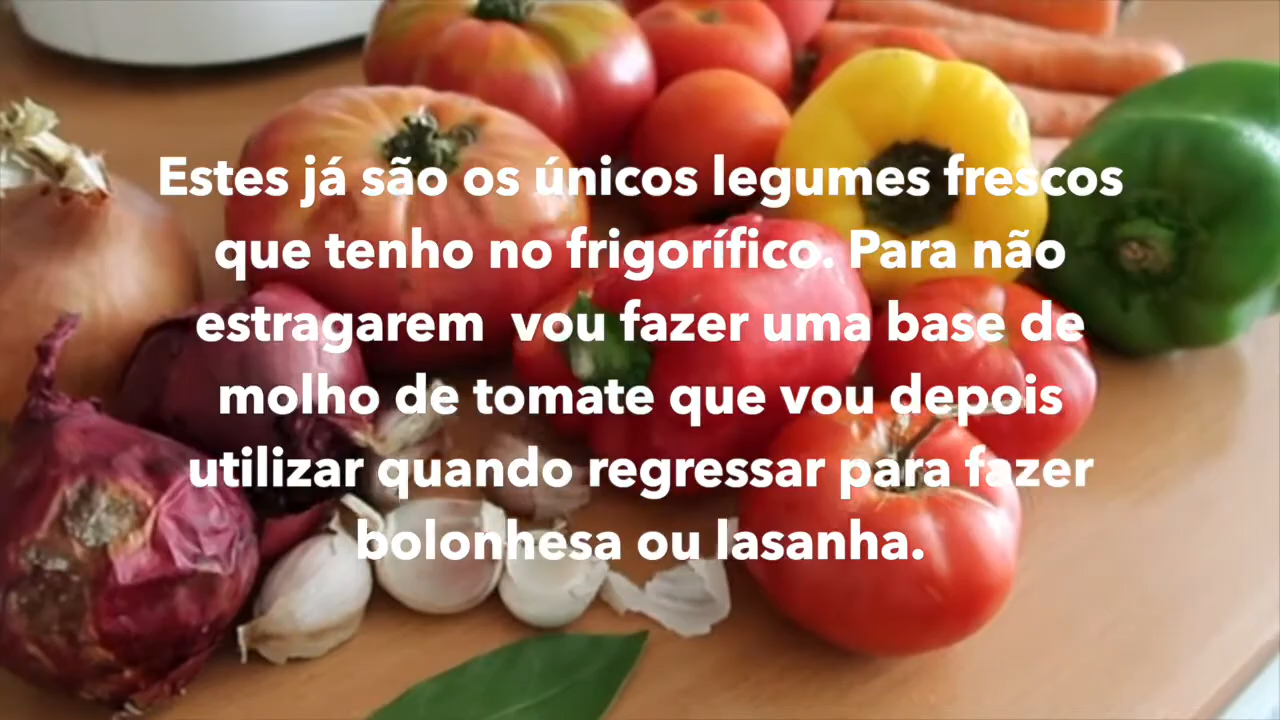 Estes já são os únicos legumes frescos
que tenho no frigorífico. Para não
estragarem  vou fazer uma base de
molho de tomate que vou depois
utilizar quando regressar para fazer
bolonhesa ou lasanha.